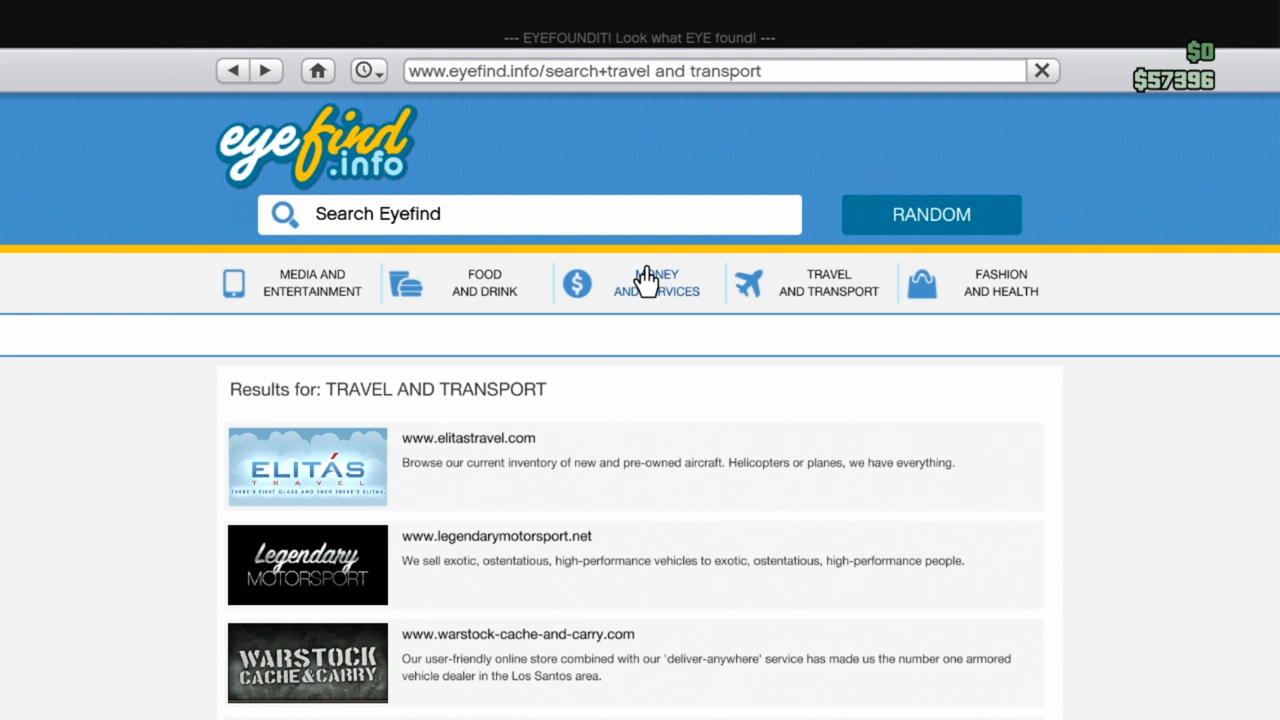 --- EYEFOUNDIT! Look what EYE found! ---
$0
www.eyefind.info/search+travel and transport
$57396
eyefind
.info
Search Eyefind
RANDOM
MEDIA AND
ENTERTAINMENT
FOOD
AND DRINK
MONEY
AND SERVICES
TRAVEL
AND TRANSPORT
FASHION
AND HEALTH
Results for: TRAVEL AND TRANSPORT
ELITÁS
TRAVEL
THERE'S FIRST CLASS AND THEN THERE'S ELITAS.
www.elitastravel.com
Browse our current inventory of new and pre-owned aircraft. Helicopters or planes, we have everything.
Legendary
MOTORSPORT
www.legendarymotorsport.net
We sell exotic, ostentatious, high-performance vehicles to exotic, ostentatious, high-performance people.
WARSTOCK
CACHE&CARRY
www.warstock-cache-and-carry.com
Our user-friendly online store combined with our 'deliver-anywhere' service has made us the number one armored
vehicle dealer in the Los Santos area.